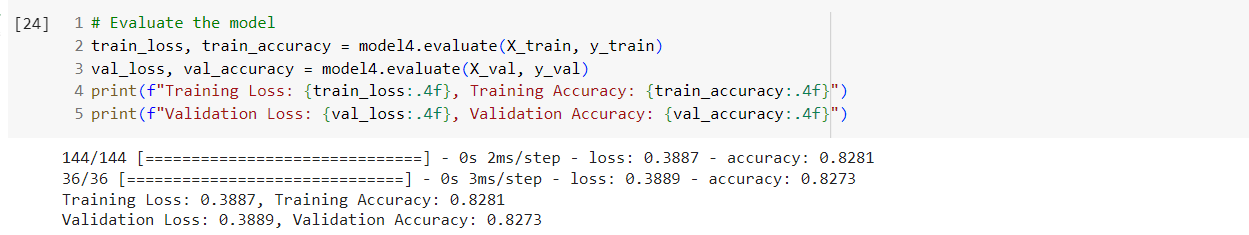 [24] 1 # Evaluate the model
2 train_loss, train_accuracy = model4.evaluate(X_train, y_train)
3 val_loss, val_accuracy = model4.evaluate(X_val, y_val)
4 print(f"Training Loss: {train_loss:.4f}, Training Accuracy: {train_accuracy:.4f}")
5 print(f"Validation Loss: {val_loss:.4f}, Validation Accuracy: {val_accuracy:.4f}")
144/144 [==============================] - 0s 2ms/step - loss: 0.3887 - accuracy: 0.8281
36/36 [==============================] - 0s 3ms/step - loss: 0.3889 - accuracy: 0.8273
Training Loss: 0.3887, Training Accuracy: 0.8281
Validation Loss: 0.3889, Validation Accuracy: 0.8273